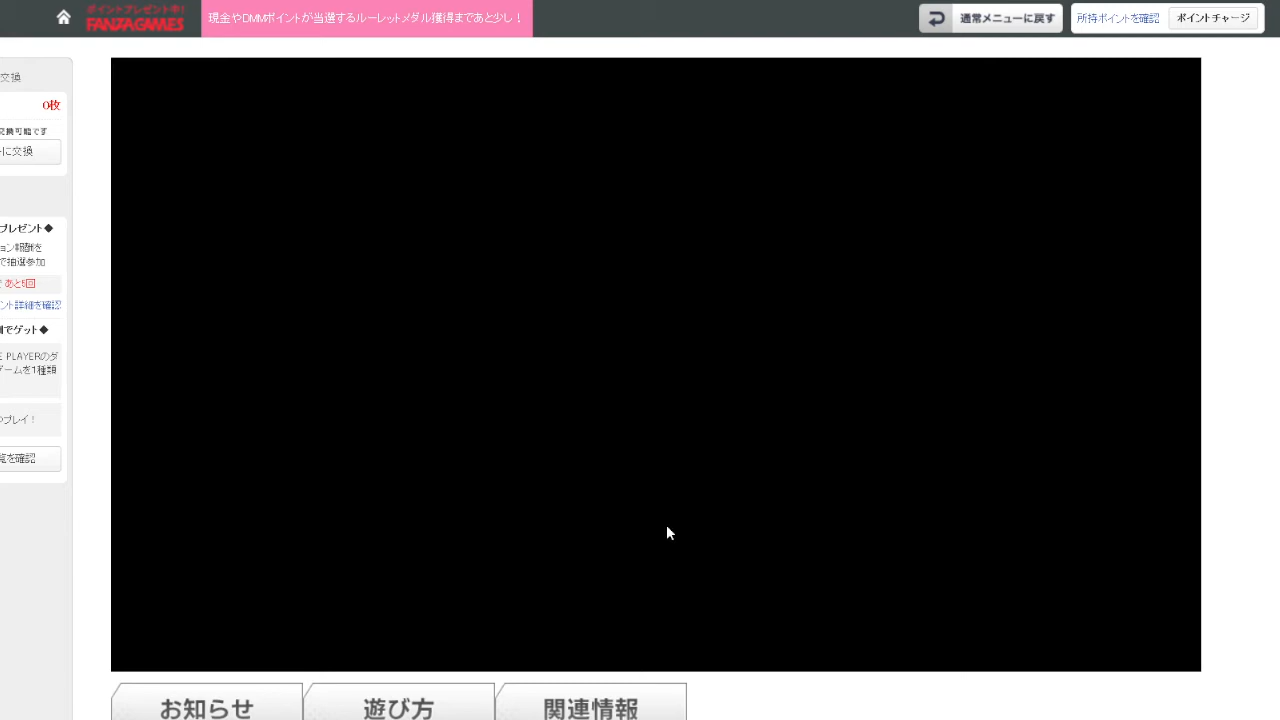 ポイントプレゼント中!
FANZAGAMES
現金やDMMポイントが当選するルーレットメダル獲得まであと少し！
通常メニューに戻す
所持ポイントを確認
ポイントチャージ
交換
0枚
交換可能です
に交換
プレゼント◆
ョン報酬を
で抽選参加
あと5回
ント詳細を確認
でゲット◆
E PLAYERのダ
ゲームを1種類
やプレイ！
覧を確認
お知らせ
遊び方
関連情報